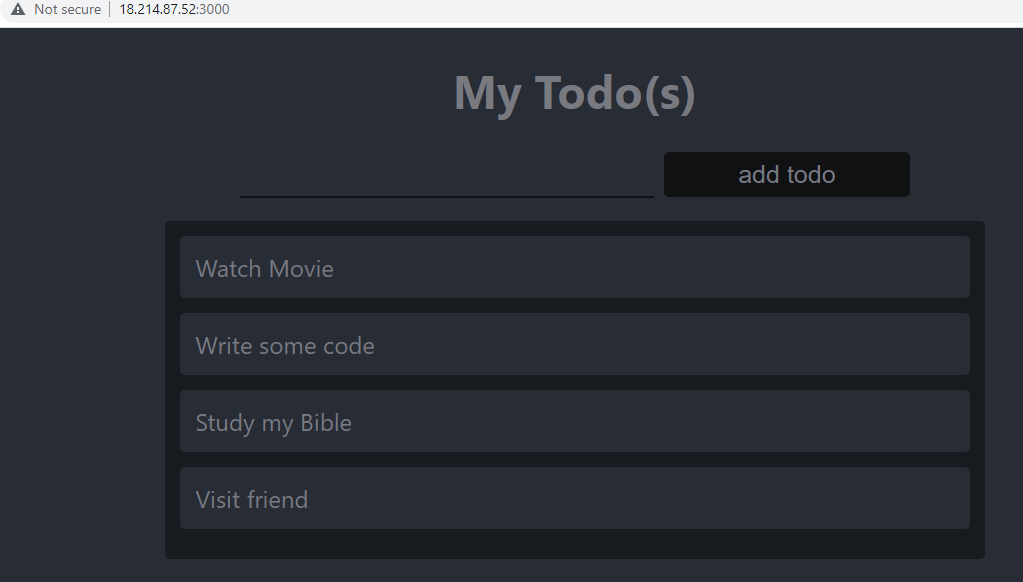 Not secure 18.214.87.52:3000
My Todo(s)
add todo
Watch Movie
Write some code
Study my Bible
Visit friend